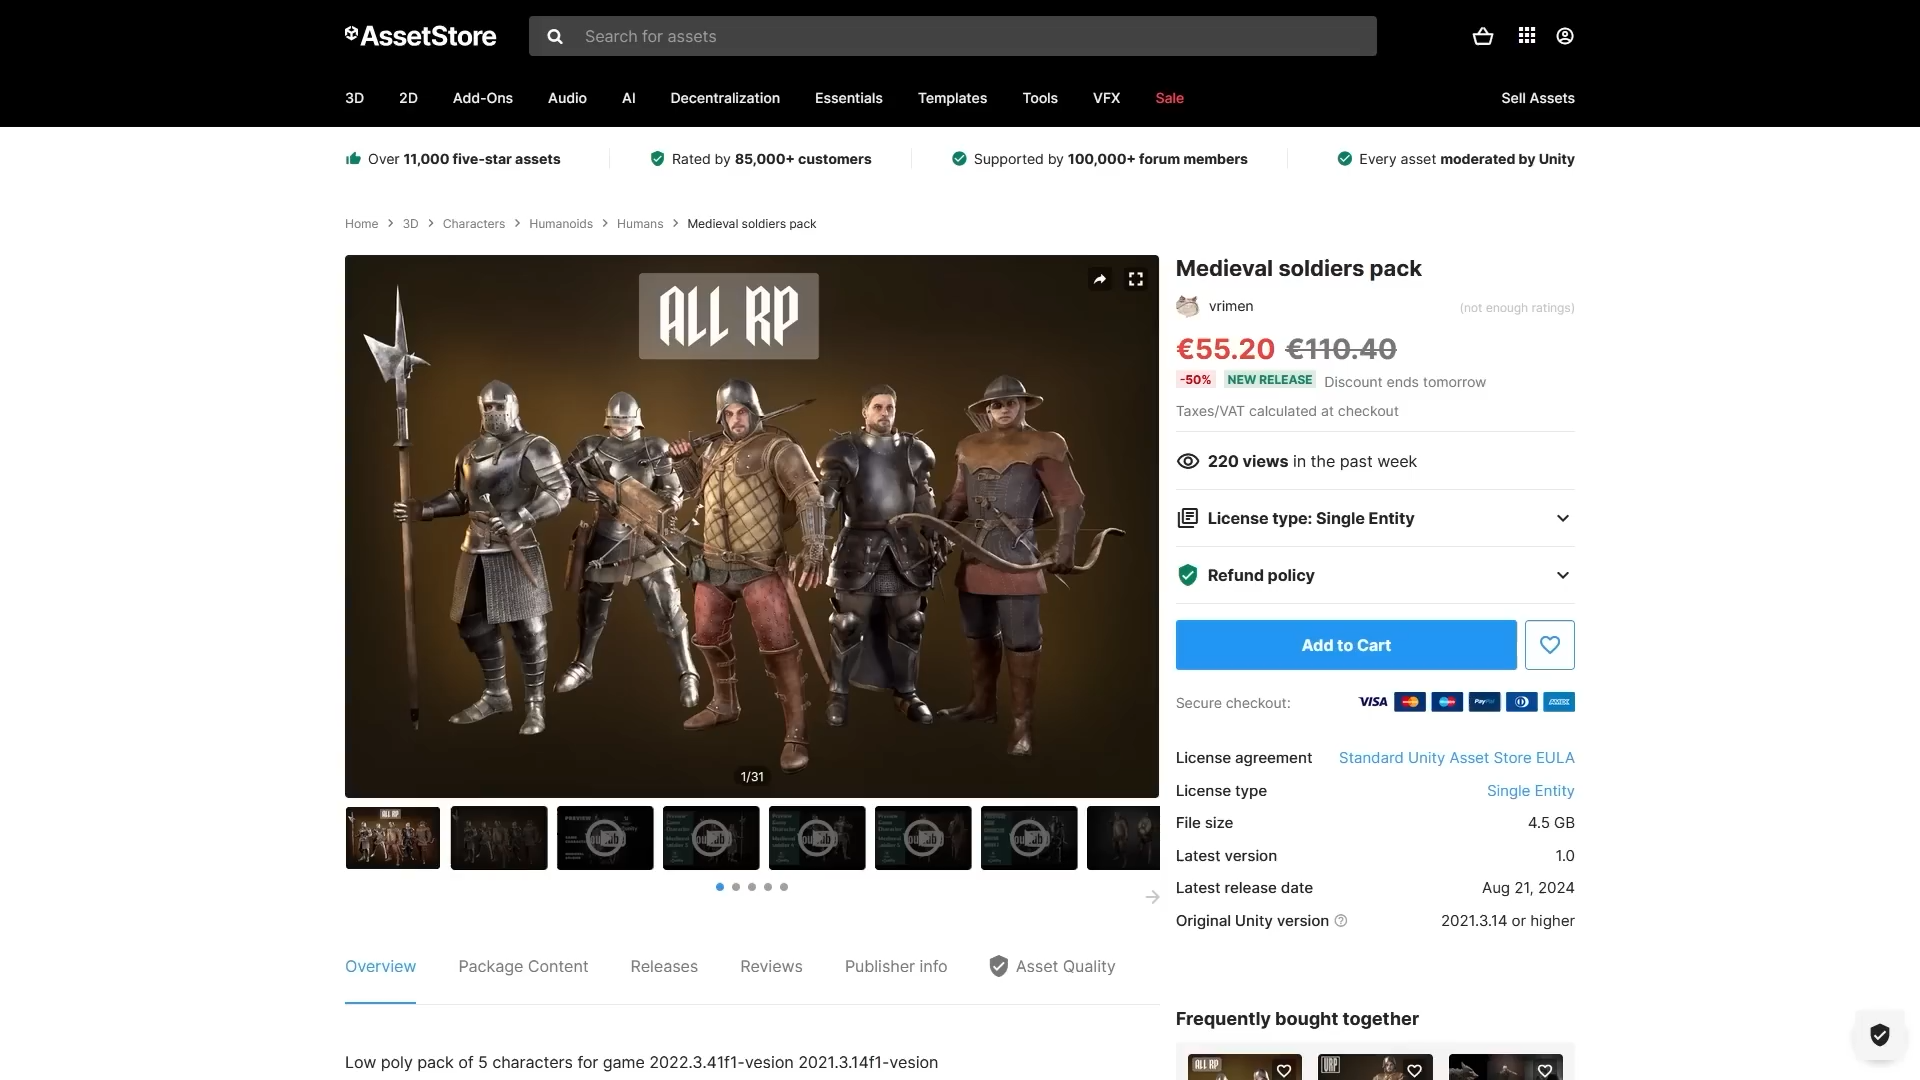 AssetStore
Search for assets
3D 2D Add-Ons Audio AI Decentralization Essentials Templates Tools VFX Sale Sell Assets
Over 11,000 five-star assets
Rated by 85,000+ customers
Supported by 100,000+ forum members
Every asset moderated by Unity
Home > 3D > Characters > Humanoids > Humans > Medieval soldiers pack
ALL RP
1/31
Medieval soldiers pack
vrimen
(not enough ratings)
€55.20 €110.40
-50% NEW RELEASE Discount ends tomorrow
Taxes/VAT calculated at checkout
220 views in the past week
License type: Single Entity
Refund policy
Add to Cart
Secure checkout: VISA PayPal AMEX
License agreement Standard Unity Asset Store EULA
License type Single Entity
File size 4.5 GB
Latest version 1.0
Latest release date Aug 21, 2024
Original Unity version 2021.3.14 or higher
ALL RP
PREVIEW
Overview Package Content Releases Reviews Publisher info Asset Quality
Low poly pack of 5 characters for game 2022.3.41f1-vesion 2021.3.14f1-vesion
Frequently bought together
ALL RP
URP